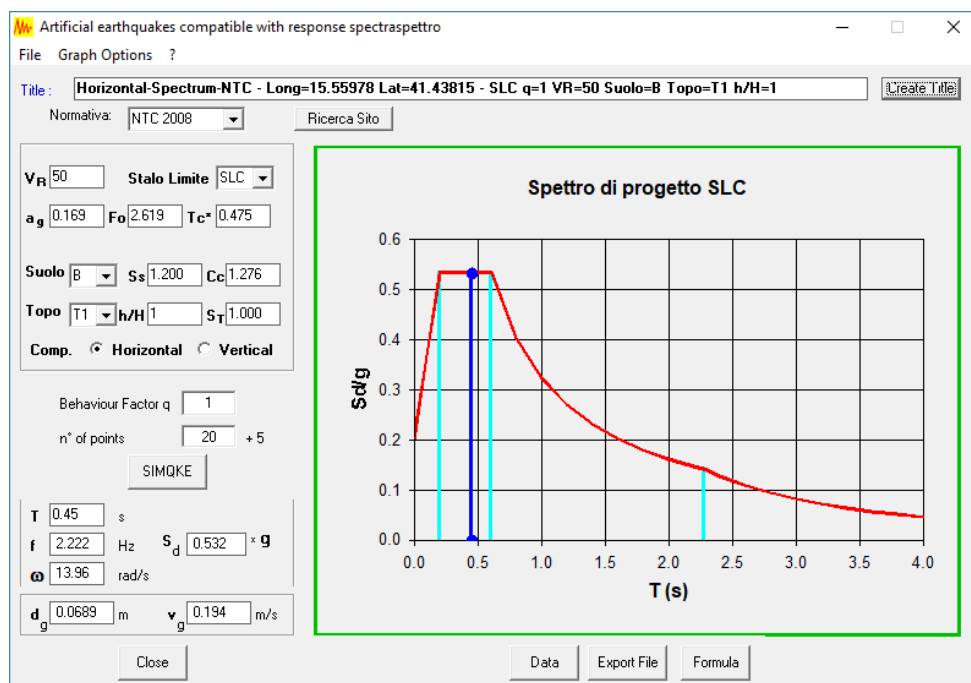 Artificial earthquakes compatible with response spectraspettro
File Graph Options ?
Title : Horizontal-Spectrum-NTC - Long=15.55978 Lat=41.43815 - SLC q=1 VR=50 Suolo=B Topo=T1 h/H=1 Create Title
Normativa: NTC 2008 Ricerca Sito
VR 50 Stalo Limite SLC
ag 0.169 Fo 2.619 Tc* 0.475
Suolo B Ss 1.200 Cc 1.276
Topo T1 h/H 1 ST 1.000
Comp. Horizontal Vertical
Behaviour Factor q 1
n° of points 20 + 5
SIMQKE
T 0.45 s
f 2.222 Hz Sd 0.532 x g
ω 13.96 rad/s
dg 0.0689 m vg 0.194 m/s
Close
Spettro di progetto SLC
0.6
0.5
0.4
0.3
0.2
0.1
0.0
Sd/g
0.0 0.5 1.0 1.5 2.0 2.5 3.0 3.5 4.0
T (s)
Data Export File Formula